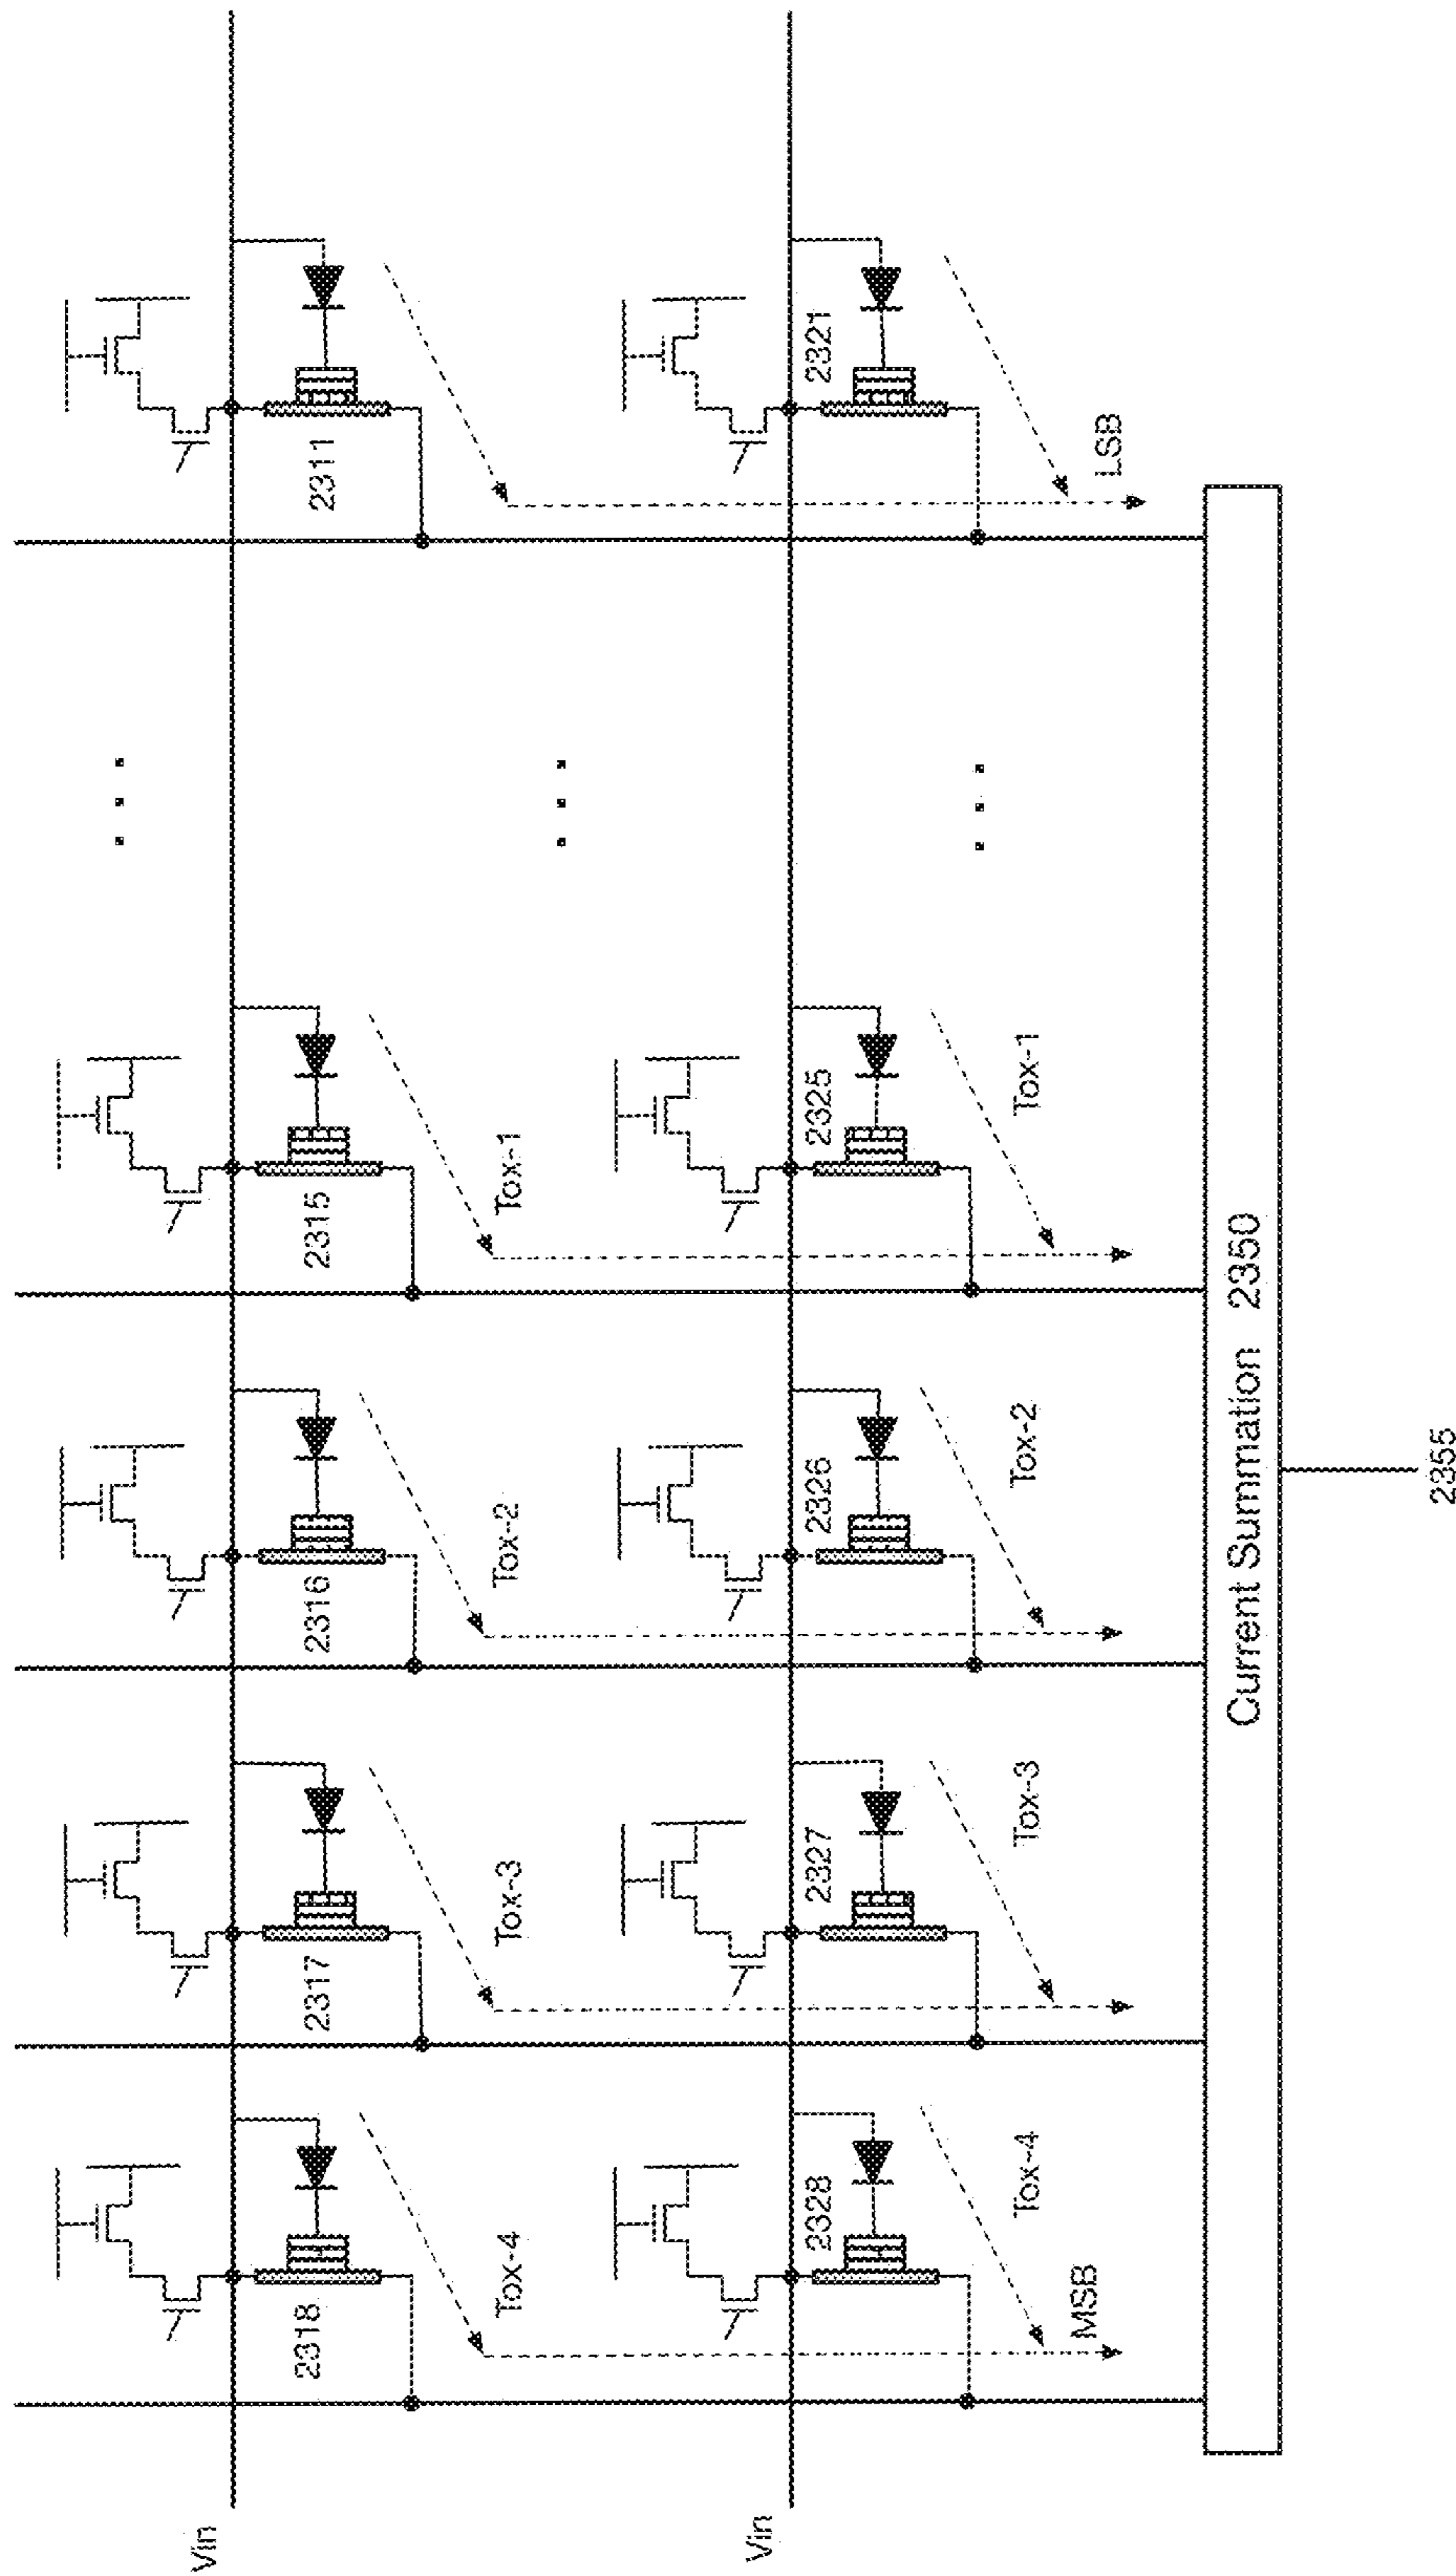 Vin
2318
2317
2316
2315
2311
Tox-4
Tox-3
Tox-2
Tox-1
Vin
2328
2327
2326
2325
2321
Tox-4
Tox-3
Tox-2
Tox-1
MSB
LSB
Current Summation 2350
2355